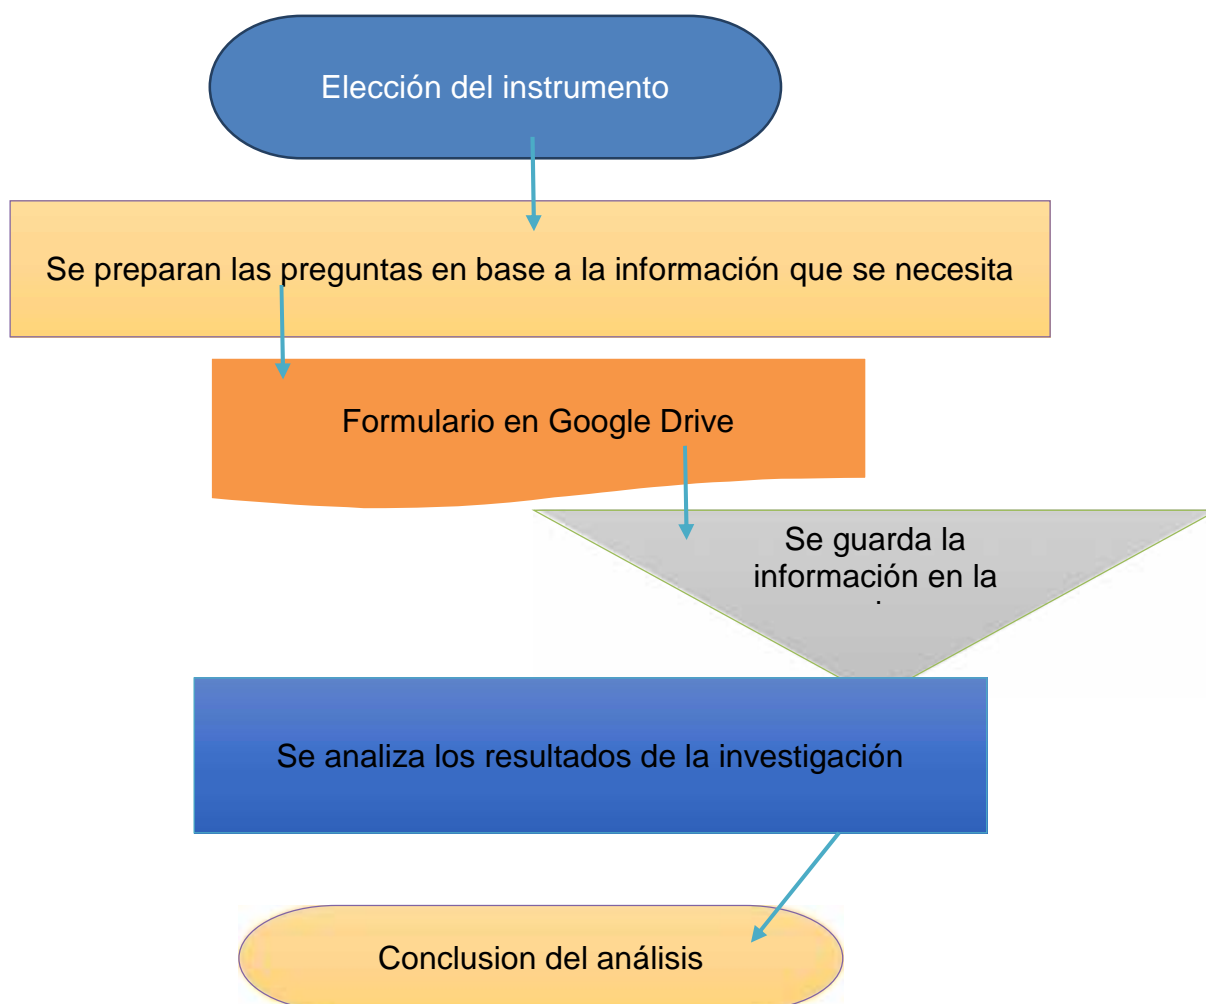 Elección del instrumento
Se preparan las preguntas en base a la información que se necesita
Formulario en Google Drive
Se guarda la
información en la
Se analiza los resultados de la investigación
Conclusion del análisis